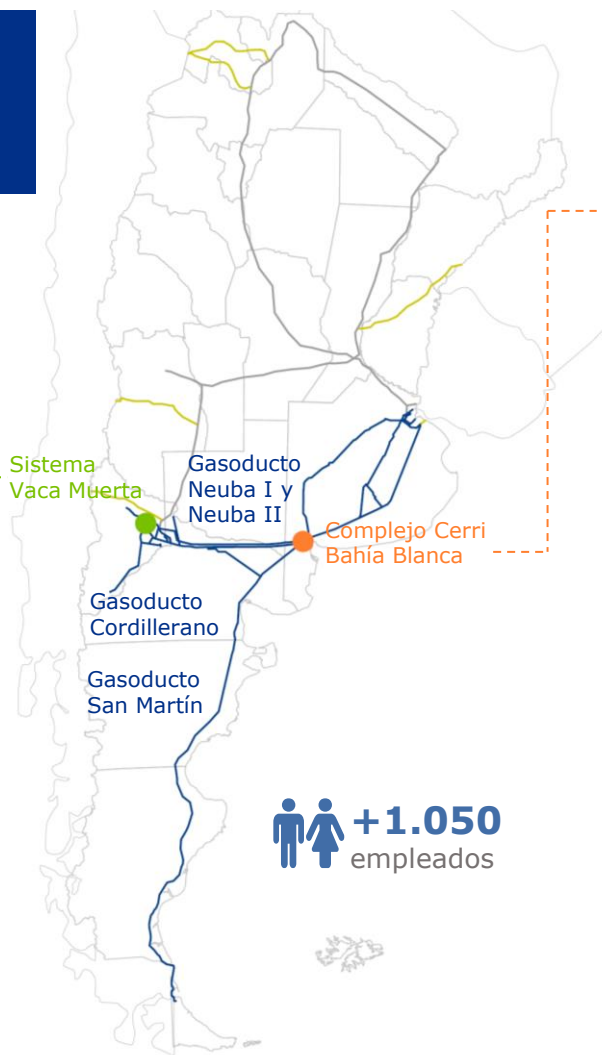 Sistema
Vaca Muerta
Gasoducto
Neuba I y
Neuba II
Complejo Cerri
Bahía Blanca
Gasoducto
Cordillerano
Gasoducto
San Martín
+1.050
empleados